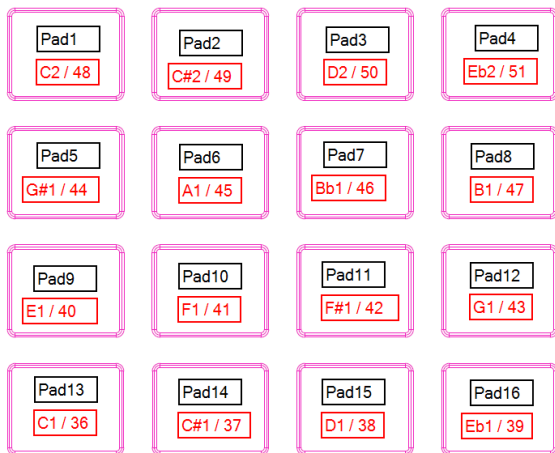 Pad1
C2 / 48
Pad2
C#2 / 49
Pad3
D2 / 50
Pad4
Eb2 / 51
Pad5
G#1 / 44
Pad6
A1 / 45
Pad7
Bb1 / 46
Pad8
B1 / 47
Pad9
E1 / 40
Pad10
F1 / 41
Pad11
F#1 / 42
Pad12
G1 / 43
Pad13
C1 / 36
Pad14
C#1 / 37
Pad15
D1 / 38
Pad16
Eb1 / 39